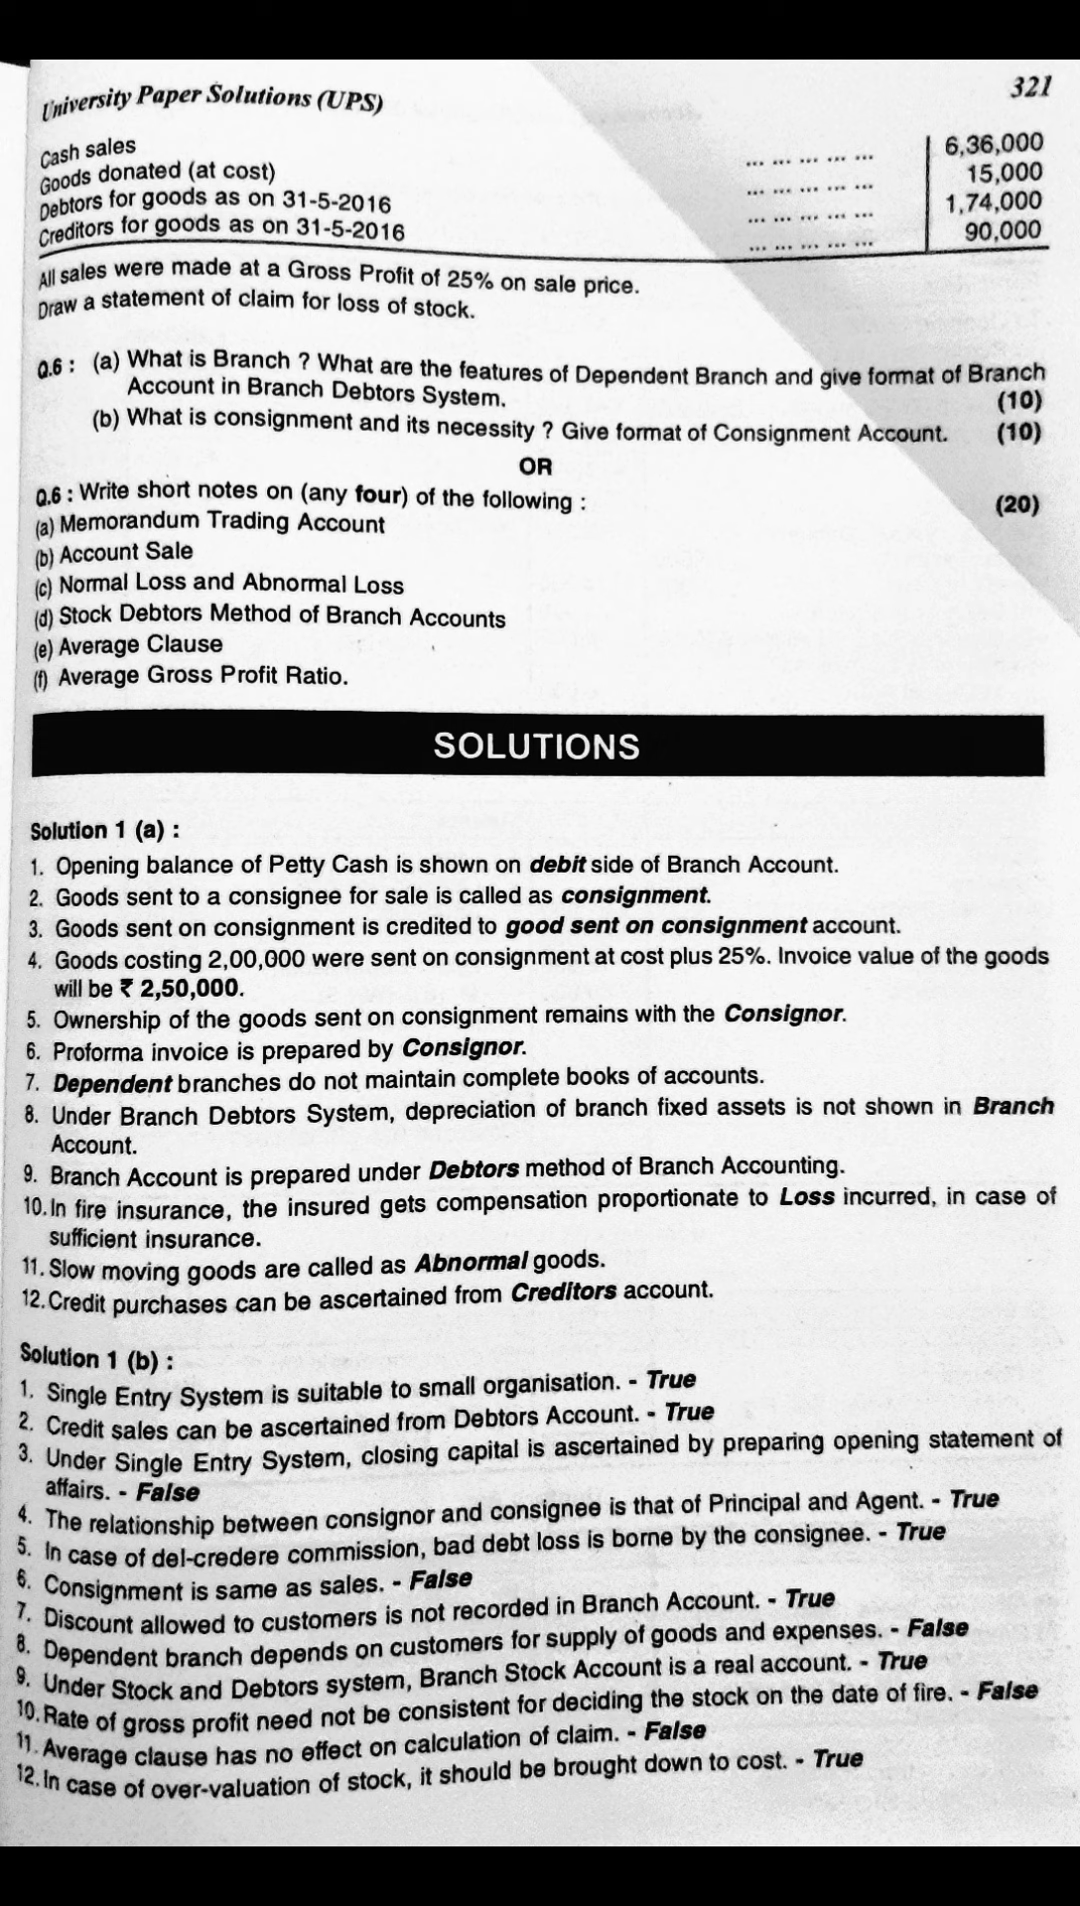 University Paper Solutions (UPS) 321
Cash sales ... ... ... ... ... 6,36,000
Goods donated (at cost) ... ... ... ... ... 15,000
Debtors for goods as on 31-5-2016 ... ... ... ... ... 1,74,000
Creditors for goods as on 31-5-2016 ... ... ... ... ... 90,000
All sales were made at a Gross Profit of 25% on sale price.
Draw a statement of claim for loss of stock.
Q.6 : (a) What is Branch ? What are the features of Dependent Branch and give format of Branch
Account in Branch Debtors System. (10)
(b) What is consignment and its necessity ? Give format of Consignment Account. (10)
OR
Q.6 : Write short notes on (any four) of the following : (20)
(a) Memorandum Trading Account
(b) Account Sale
(c) Normal Loss and Abnormal Loss
(d) Stock Debtors Method of Branch Accounts
(e) Average Clause
(f) Average Gross Profit Ratio.
SOLUTIONS
Solution 1 (a) :
1. Opening balance of Petty Cash is shown on debit side of Branch Account.
2. Goods sent to a consignee for sale is called as consignment.
3. Goods sent on consignment is credited to good sent on consignment account.
4. Goods costing 2,00,000 were sent on consignment at cost plus 25%. Invoice value of the goods
will be ₹ 2,50,000.
5. Ownership of the goods sent on consignment remains with the Consignor.
6. Proforma invoice is prepared by Consignor.
7. Dependent branches do not maintain complete books of accounts.
8. Under Branch Debtors System, depreciation of branch fixed assets is not shown in Branch
Account.
9. Branch Account is prepared under Debtors method of Branch Accounting.
10. In fire insurance, the insured gets compensation proportionate to Loss incurred, in case of
sufficient insurance.
11. Slow moving goods are called as Abnormal goods.
12. Credit purchases can be ascertained from Creditors account.
Solution 1 (b) :
1. Single Entry System is suitable to small organisation. - True
2. Credit sales can be ascertained from Debtors Account. - True
3. Under Single Entry System, closing capital is ascertained by preparing opening statement of
affairs. - False
4. The relationship between consignor and consignee is that of Principal and Agent. - True
5. In case of del-credere commission, bad debt loss is borne by the consignee. - True
6. Consignment is same as sales. - False
7. Discount allowed to customers is not recorded in Branch Account. - True
8. Dependent branch depends on customers for supply of goods and expenses. - False
9. Under Stock and Debtors system, Branch Stock Account is a real account. - True
10. Rate of gross profit need not be consistent for deciding the stock on the date of fire. - False
11. Average clause has no effect on calculation of claim. - False
12. In case of over-valuation of stock, it should be brought down to cost. - True